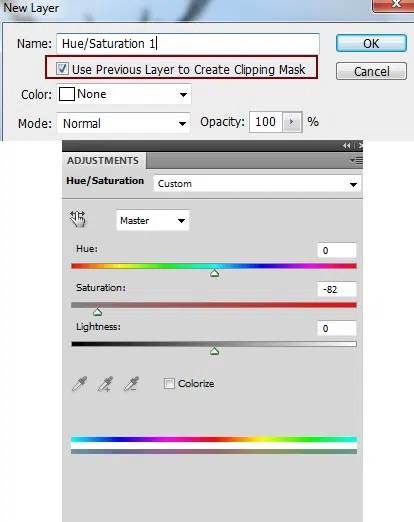 New Layer
Name: Hue/Saturation 1 OK
Use Previous Layer to Create Clipping Mask Cancel
Color: None
Mode: Normal Opacity: 100 %
ADJUSTMENTS
Hue/Saturation Custom
Master
Hue: 0
Saturation: -82
Lightness: 0
Colorize